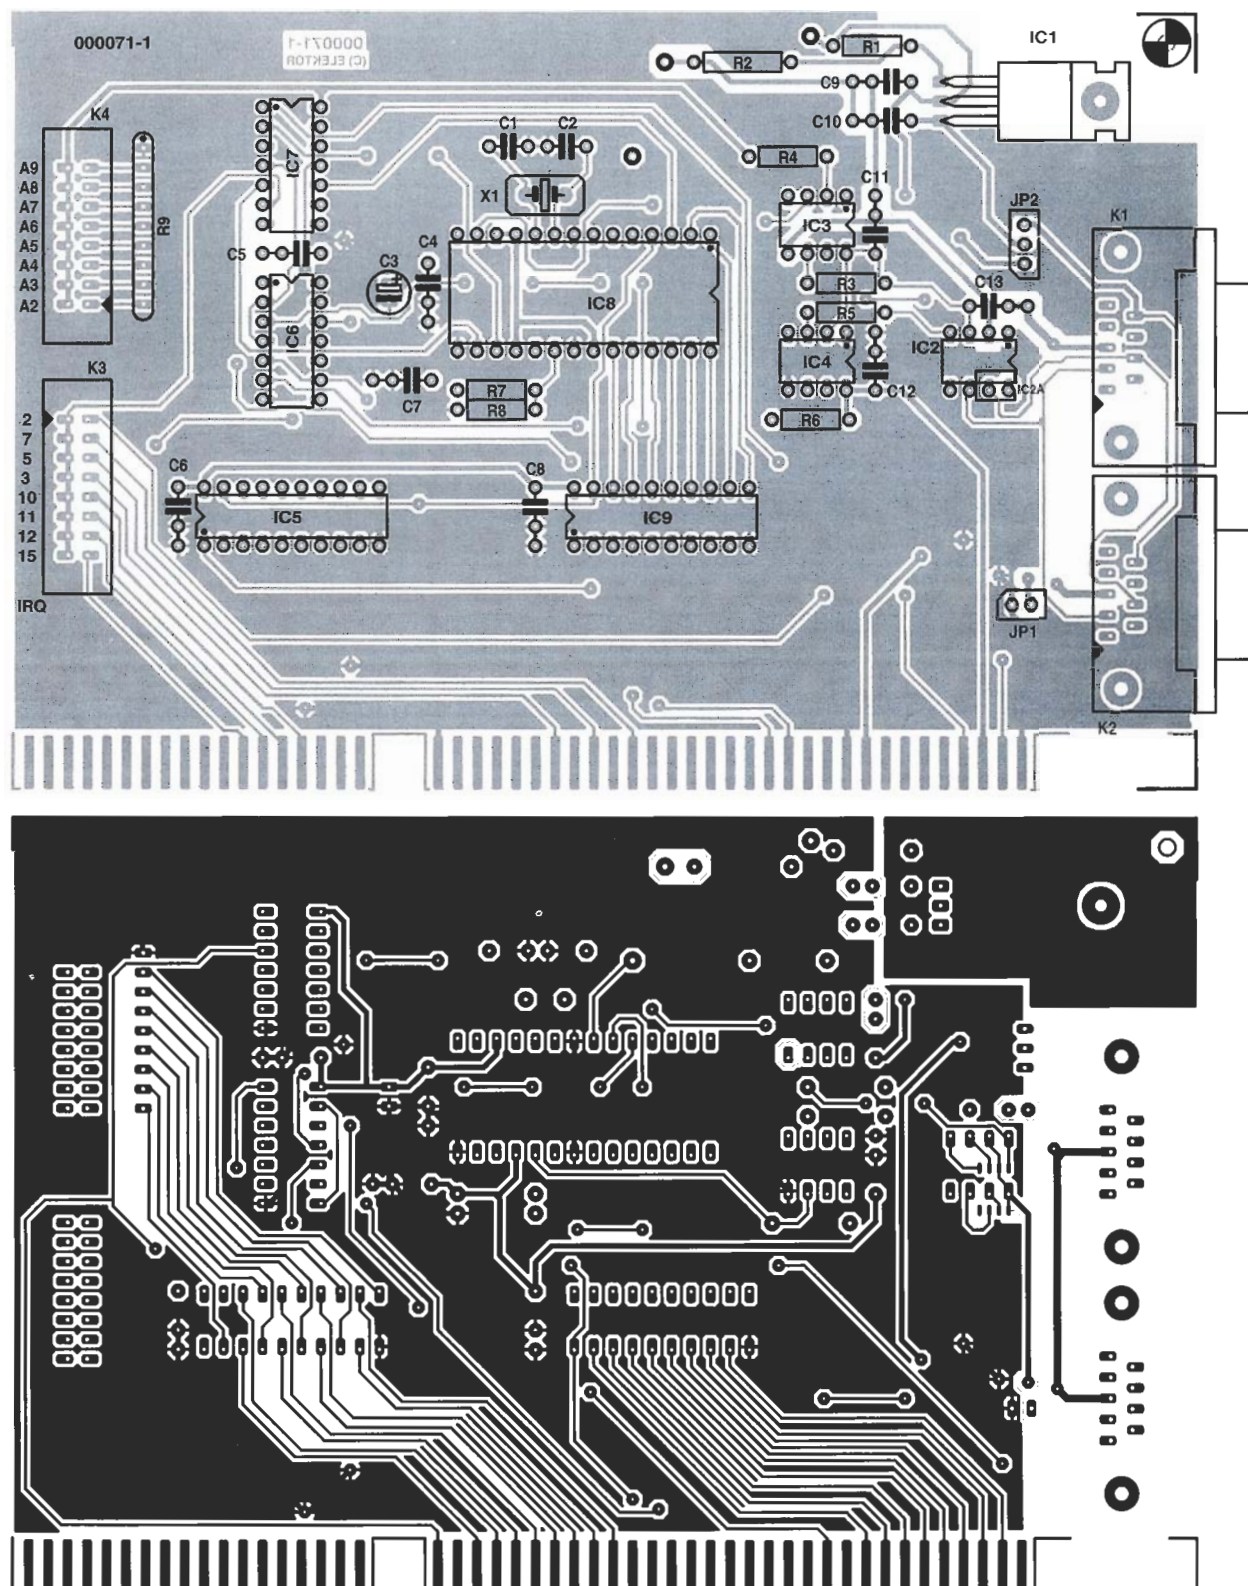 000071-1
000071-1
(C) ELEKTOR
IC1
R1
R2
C9
C10
K4
A9
A8
A7
A6
A5
A4
A3
A2
R9
IC7
C1
C2
X1
R4
C11
IC3
JP2
K1
C5
C4
C3
IC8
R3
R5
C13
IC6
IC4
IC2
IC2A
C12
K3
C7
R7
R8
R6
2
7
5
3
10
11
12
15
IRQ
C6
IC5
C8
IC9
JP1
K2